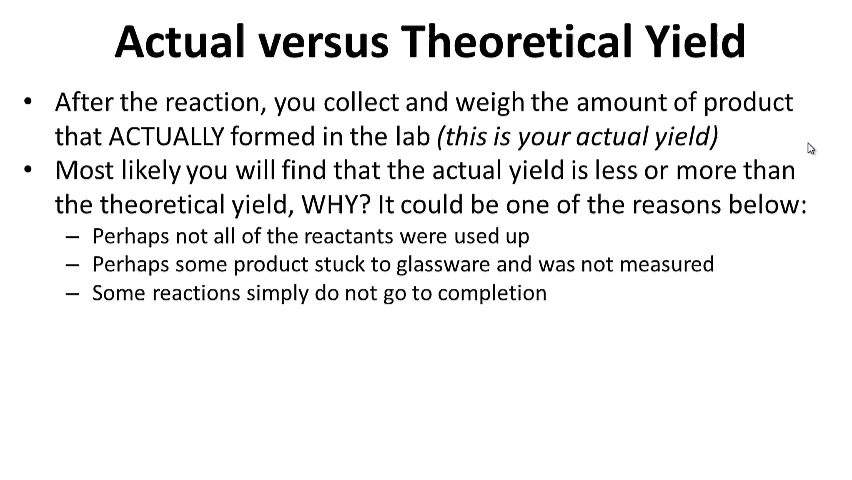 Actual versus Theoretical Yield
• After the reaction, you collect and weigh the amount of product
that ACTUALLY formed in the lab (this is your actual yield)
• Most likely you will find that the actual yield is less or more than
the theoretical yield, WHY? It could be one of the reasons below:
– Perhaps not all of the reactants were used up
– Perhaps some product stuck to glassware and was not measured
– Some reactions simply do not go to completion